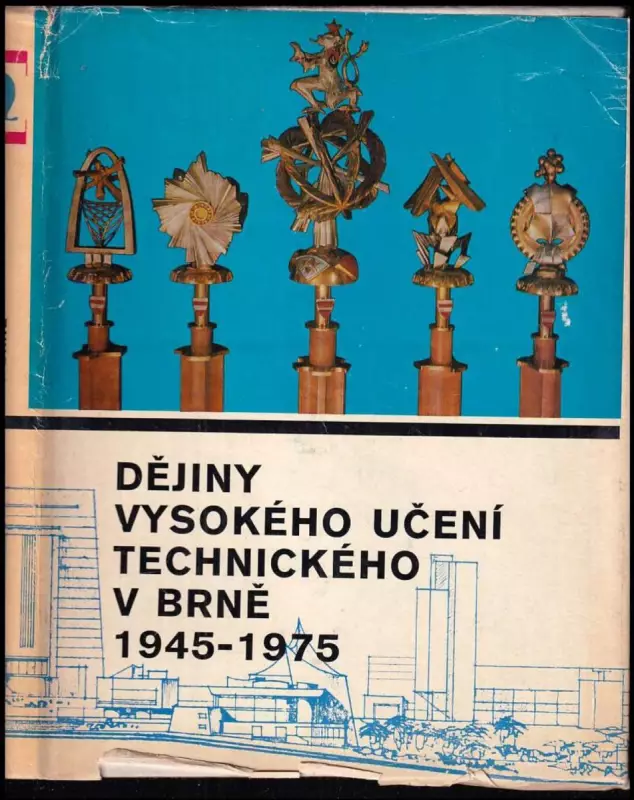 DĚJINY
VYSOKÉHO UČENÍ
TECHNICKÉHO
V BRNĚ
1945-1975